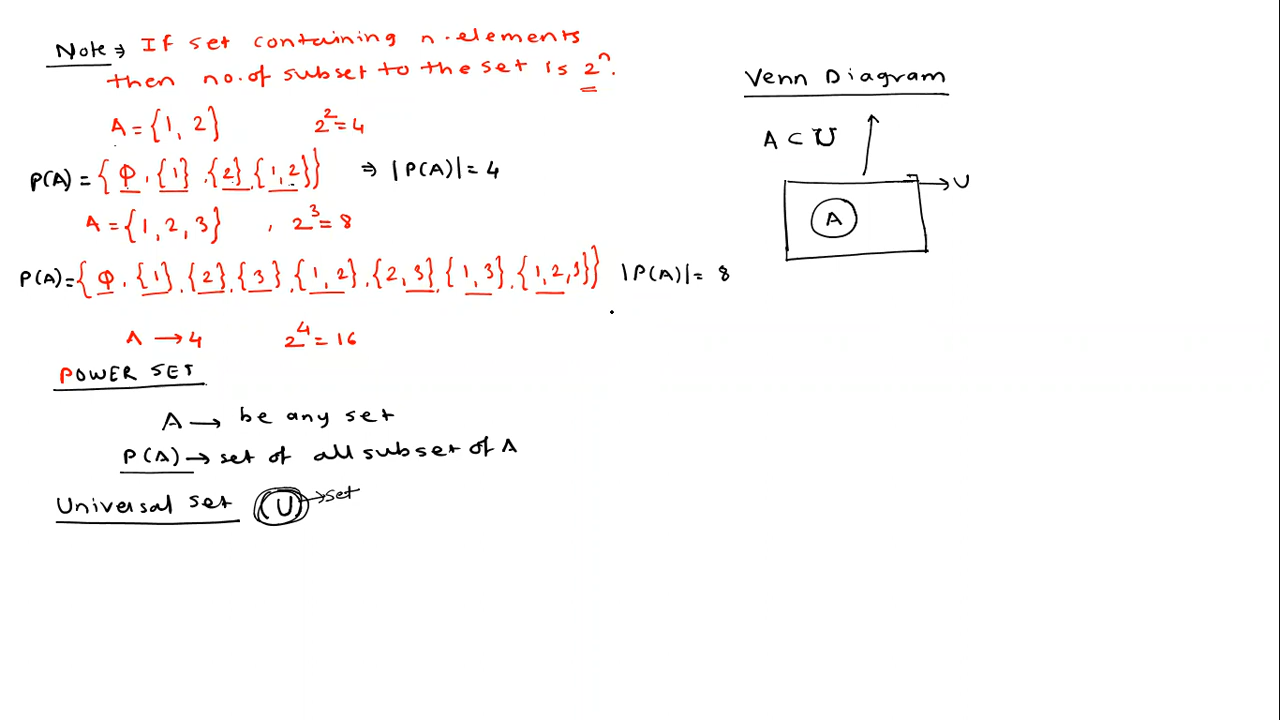 Note ⇒ If set containing n.elements
then no.of subset to the set is 2ⁿ.
A = {1, 2} 2² = 4
P(A) = { φ, {1}, {2}, {1,2}} ⇒ |P(A)| = 4
A = {1, 2, 3} , 2³ = 8
P(A) = { φ, {1}, {2}, {3}, {1, 2}, {2, 3}, {1,3}, {1,2,3}} |P(A)| = 8
A → 4 2⁴ = 16
POWER SET
A → be any set
P(A) → set of all subset of A
Universal set (U) → set
Venn Diagram
A ⊂ U
U
A